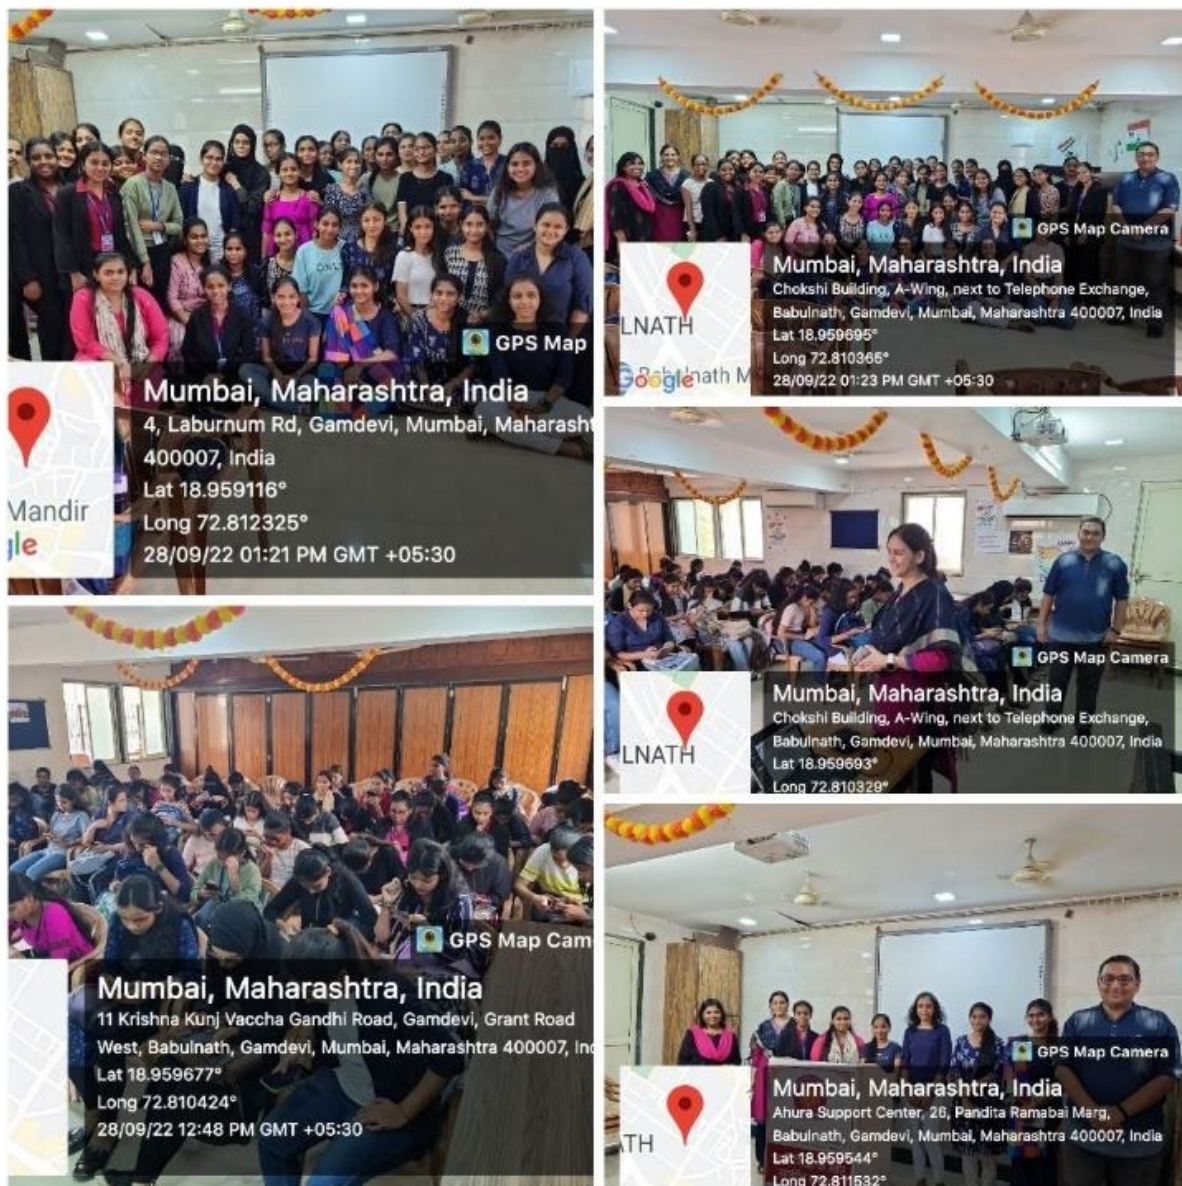 GPS Map
Mumbai, Maharashtra, India
4, Laburnum Rd, Gamdevi, Mumbai, Maharasht
400007, India
Lat 18.959116°
Long 72.812325°
28/09/22 01:21 PM GMT +05:30
Mandir
gle
GPS Map Camera
Mumbai, Maharashtra, India
Chokshi Building, A-Wing, next to Telephone Exchange,
Babulnath, Gamdevi, Mumbai, Maharashtra 400007, India
Lat 18.959695°
Long 72.810365°
28/09/22 01:23 PM GMT +05:30
LNATH
Google
GPS Map Camera
Mumbai, Maharashtra, India
Chokshi Building, A-Wing, next to Telephone Exchange,
Babulnath, Gamdevi, Mumbai, Maharashtra 400007, India
Lat 18.959693°
Long 72.810329°
LNATH
GPS Map Cam
Mumbai, Maharashtra, India
11 Krishna Kunj Vaccha Gandhi Road, Gamdevi, Grant Road
West, Babulnath, Gamdevi, Mumbai, Maharashtra 400007, Ind
Lat 18.959677°
Long 72.810424°
28/09/22 12:48 PM GMT +05:30
GPS Map Camera
Mumbai, Maharashtra, India
Ahura Support Center, 26, Pandita Ramabai Marg,
Babulnath, Gamdevi, Mumbai, Maharashtra 400007, India
Lat 18.959544°
Long 72.811532°
TH